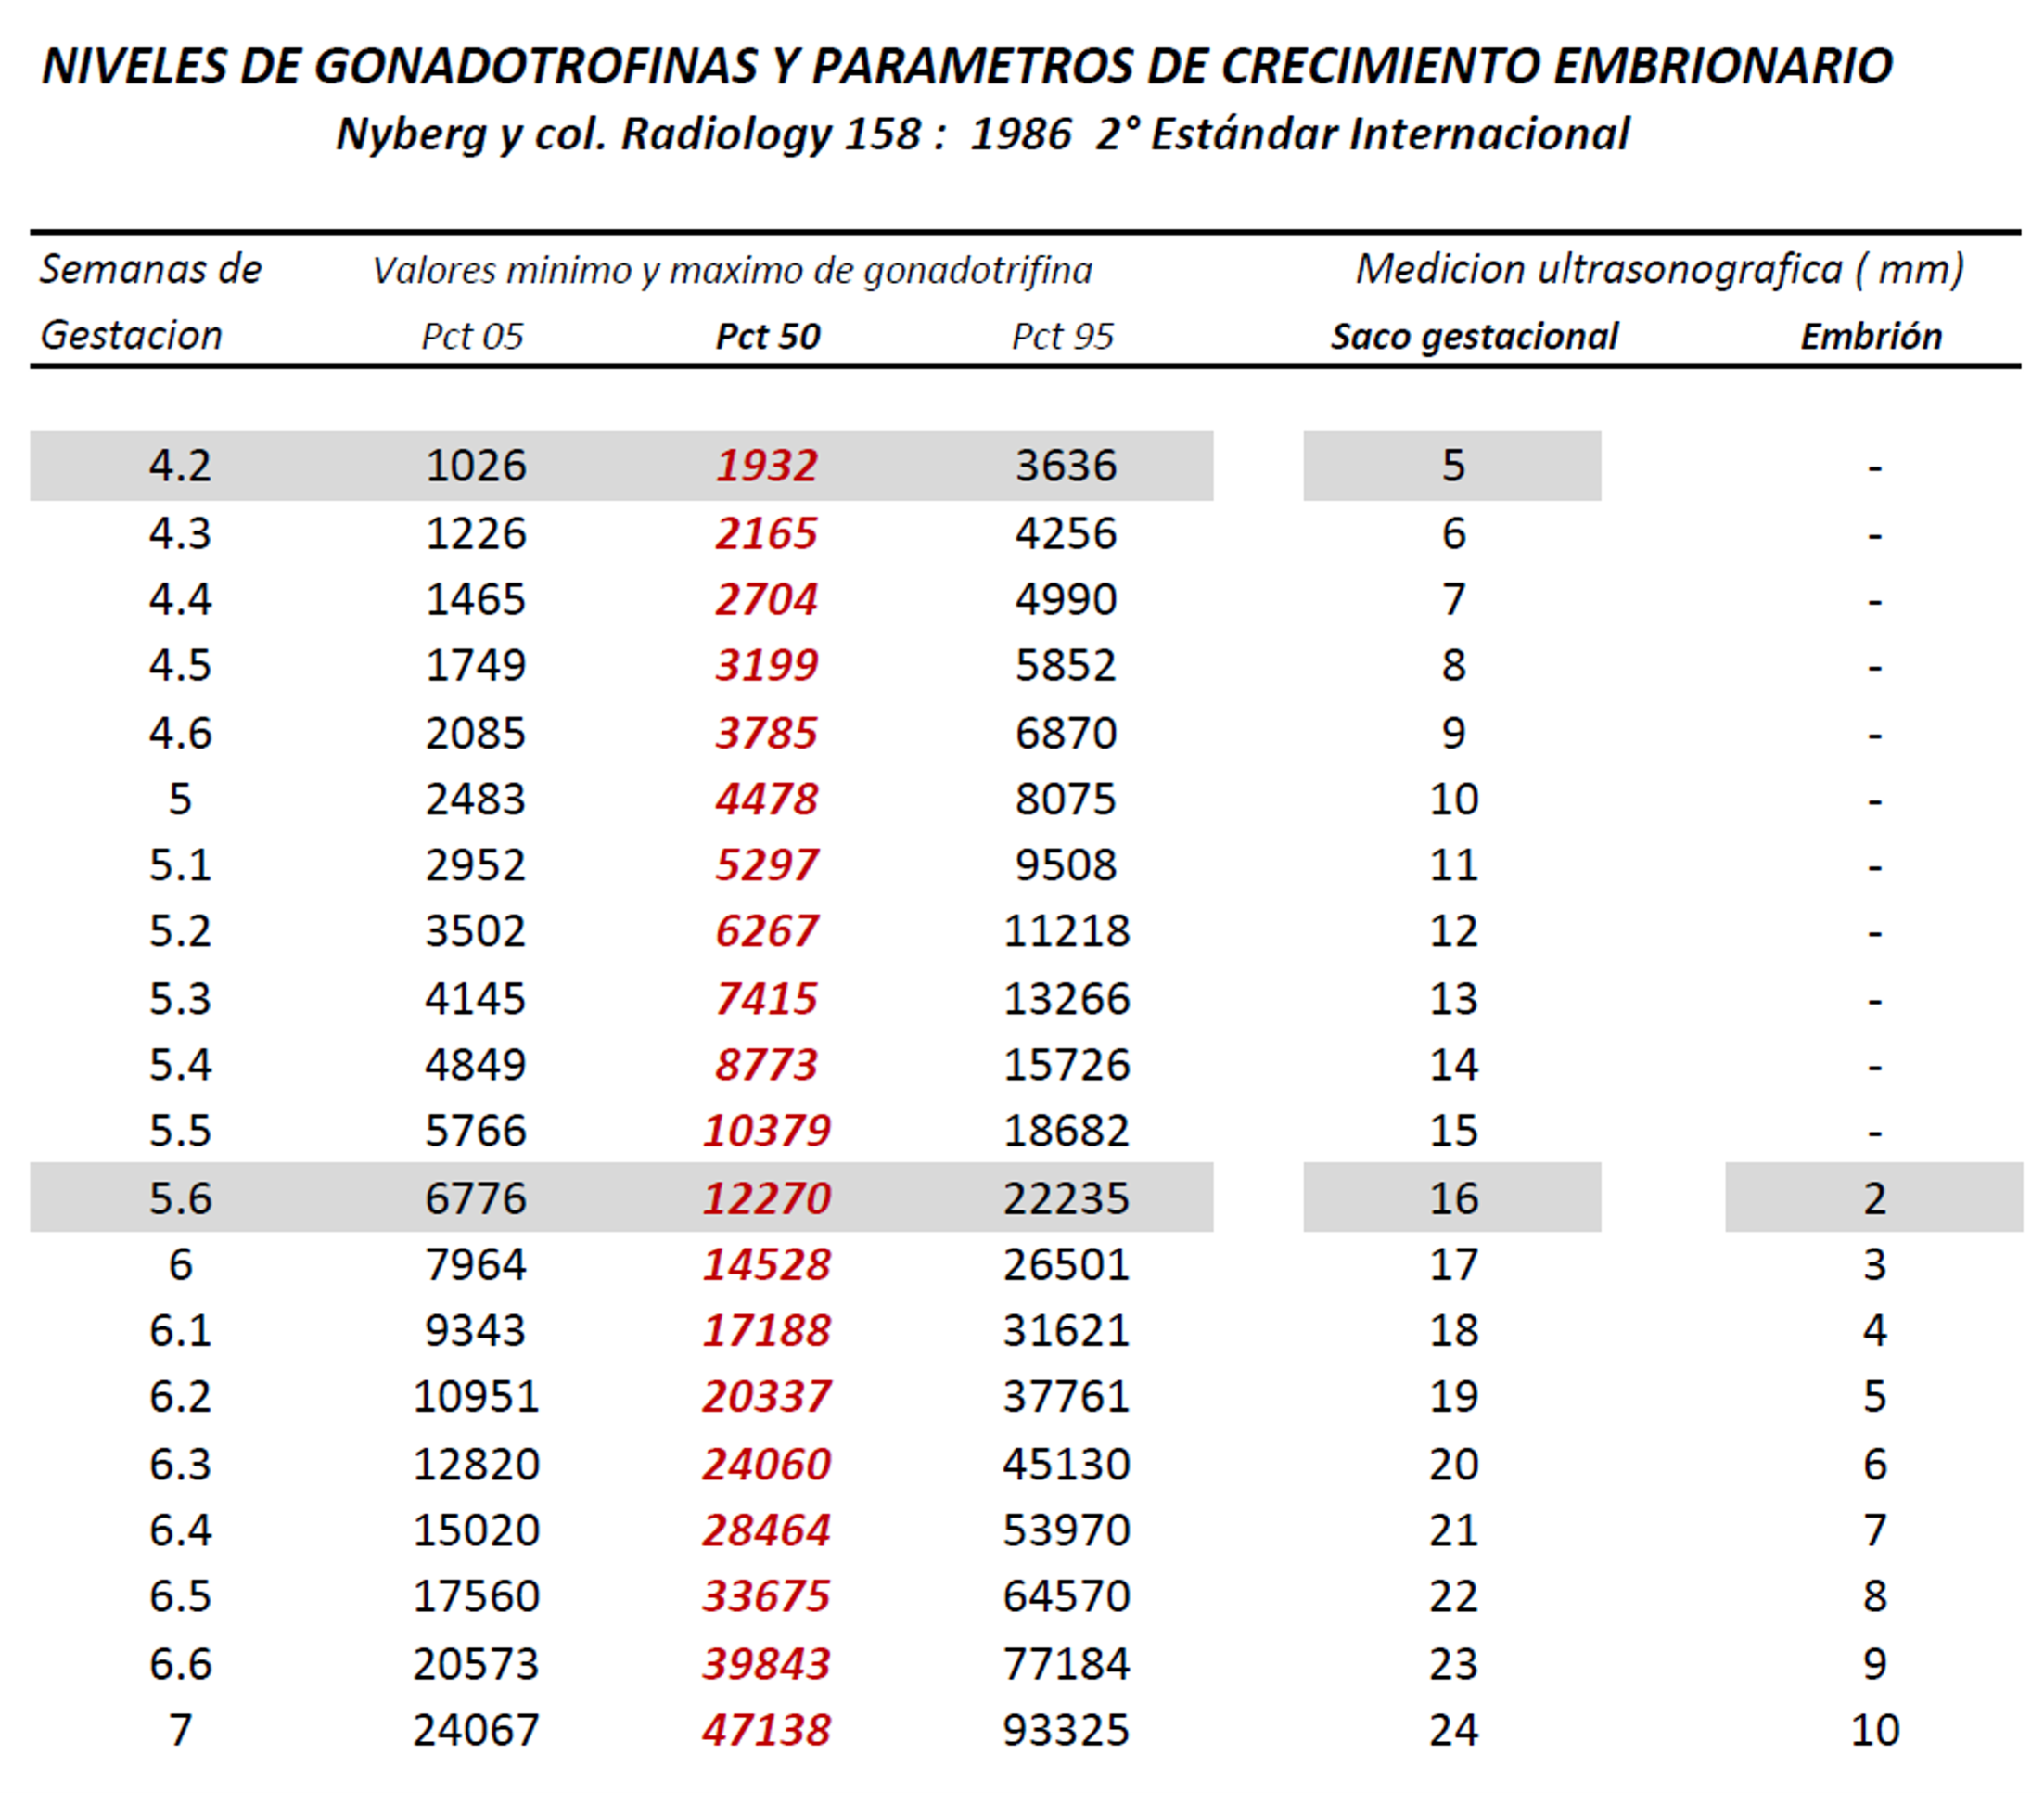 NIVELES DE GONADOTROFINAS Y PARAMETROS DE CRECIMIENTO EMBRIONARIO
Nyberg y col. Radiology 158 : 1986 2° Estándar Internacional
Semanas de Valores minimo y maximo de gonadotrifina Medicion ultrasonografica ( mm)
Gestacion Pct 05 Pct 50 Pct 95 Saco gestacional Embrión
4.2 1026 1932 3636 5 -
4.3 1226 2165 4256 6 -
4.4 1465 2704 4990 7 -
4.5 1749 3199 5852 8 -
4.6 2085 3785 6870 9 -
5 2483 4478 8075 10 -
5.1 2952 5297 9508 11 -
5.2 3502 6267 11218 12 -
5.3 4145 7415 13266 13 -
5.4 4849 8773 15726 14 -
5.5 5766 10379 18682 15 -
5.6 6776 12270 22235 16 2
6 7964 14528 26501 17 3
6.1 9343 17188 31621 18 4
6.2 10951 20337 37761 19 5
6.3 12820 24060 45130 20 6
6.4 15020 28464 53970 21 7
6.5 17560 33675 64570 22 8
6.6 20573 39843 77184 23 9
7 24067 47138 93325 24 10